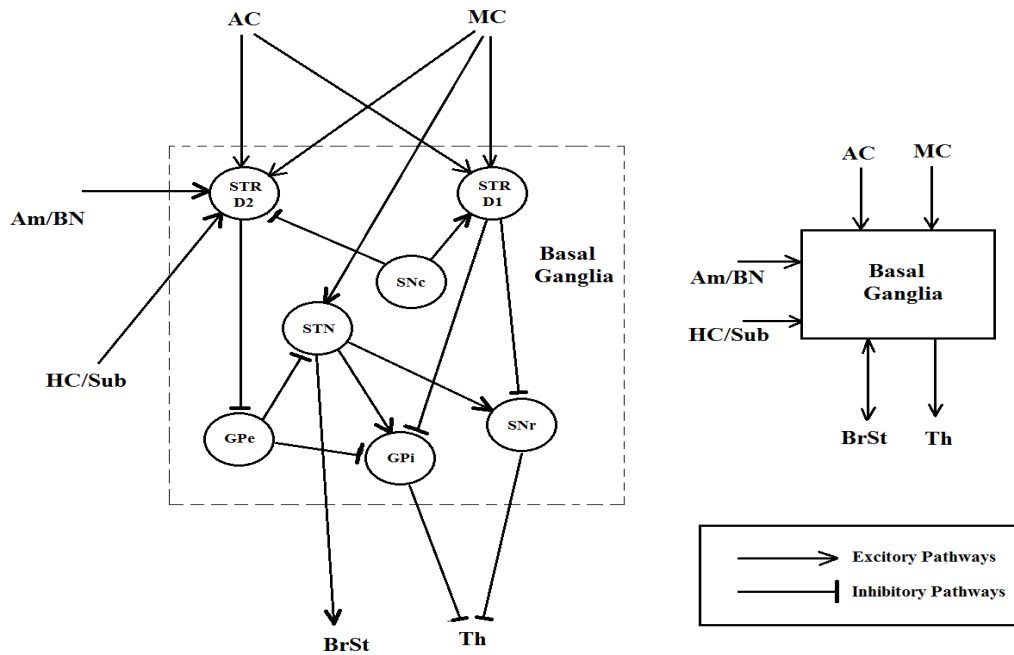 AC
MC
STR
D2
STR
D1
Am/BN
SNc
Basal
Ganglia
STN
HC/Sub
GPe
GPi
SNr
BrSt
Th
AC
MC
Am/BN
Basal
Ganglia
HC/Sub
BrSt
Th
Excitory Pathways
Inhibitory Pathways